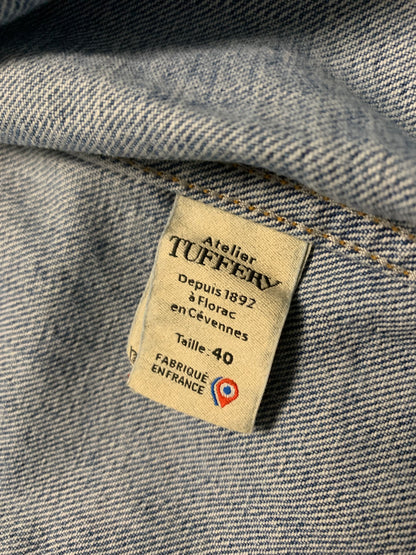 Atelier
TUFFERY
Depuis 1892
à Florac
en Cévennes
Taille: 40
FABRIQUÉ
EN FRANCE